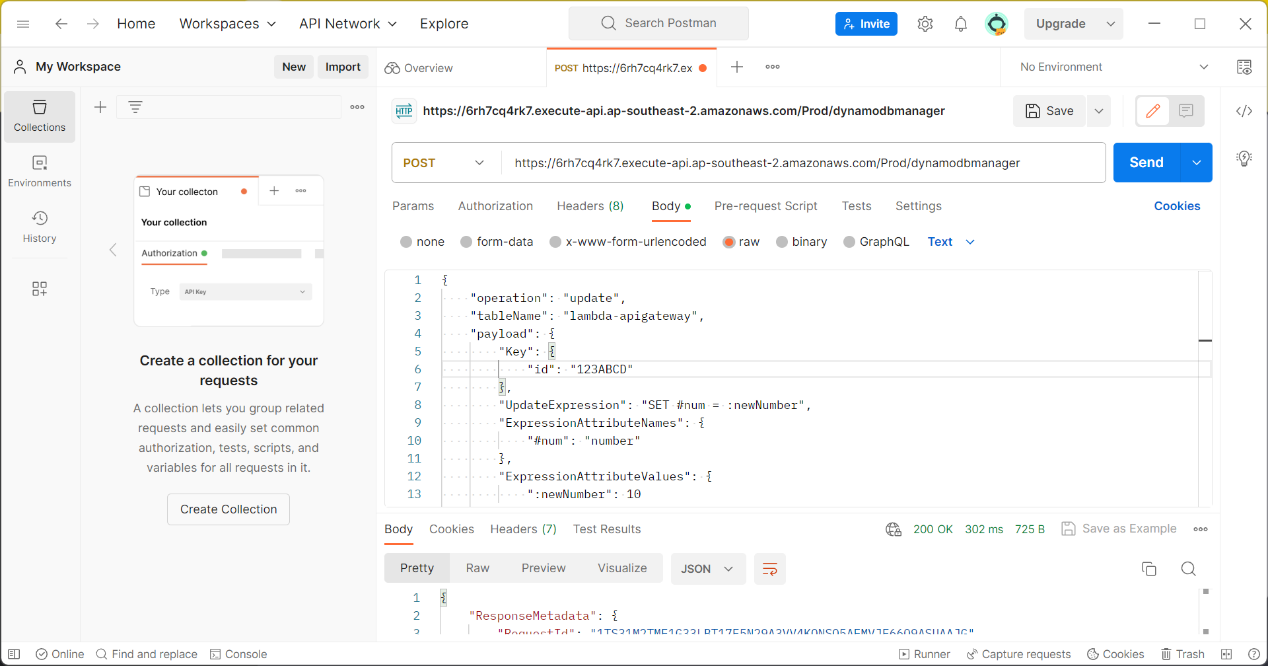 Home Workspaces API Network Explore Search Postman Invite Upgrade
My Workspace New Import Overview POST https://6rh7cq4rk7.ex No Environment
Collections
Environments
History
Your collecton
Your collection
Authorization
Type API Key
Create a collection for your
requests
A collection lets you group related
requests and easily set common
authorization, tests, scripts, and
variables for all requests in it.
Create Collection
HTTP https://6rh7cq4rk7.execute-api.ap-southeast-2.amazonaws.com/Prod/dynamodbmanager Save
POST https://6rh7cq4rk7.execute-api.ap-southeast-2.amazonaws.com/Prod/dynamodbmanager Send
Params Authorization Headers (8) Body Pre-request Script Tests Settings Cookies
none form-data x-www-form-urlencoded raw binary GraphQL Text
1 {
2 "operation": "update",
3 "tableName": "lambda-apigateway",
4 "payload": {
5 "Key": {
6 "id": "123ABCD"
7 },
8 "UpdateExpression": "SET #num = :newNumber",
9 "ExpressionAttributeNames": {
10 "#num": "number"
11 },
12 "ExpressionAttributeValues": {
13 ":newNumber": 10
Body Cookies Headers (7) Test Results 200 OK 302 ms 725 B Save as Example
Pretty Raw Preview Visualize JSON
1 {
2 "ResponseMetadata": {
3 "RequestId":
Online Find and replace Console Runner Capture requests Cookies Trash